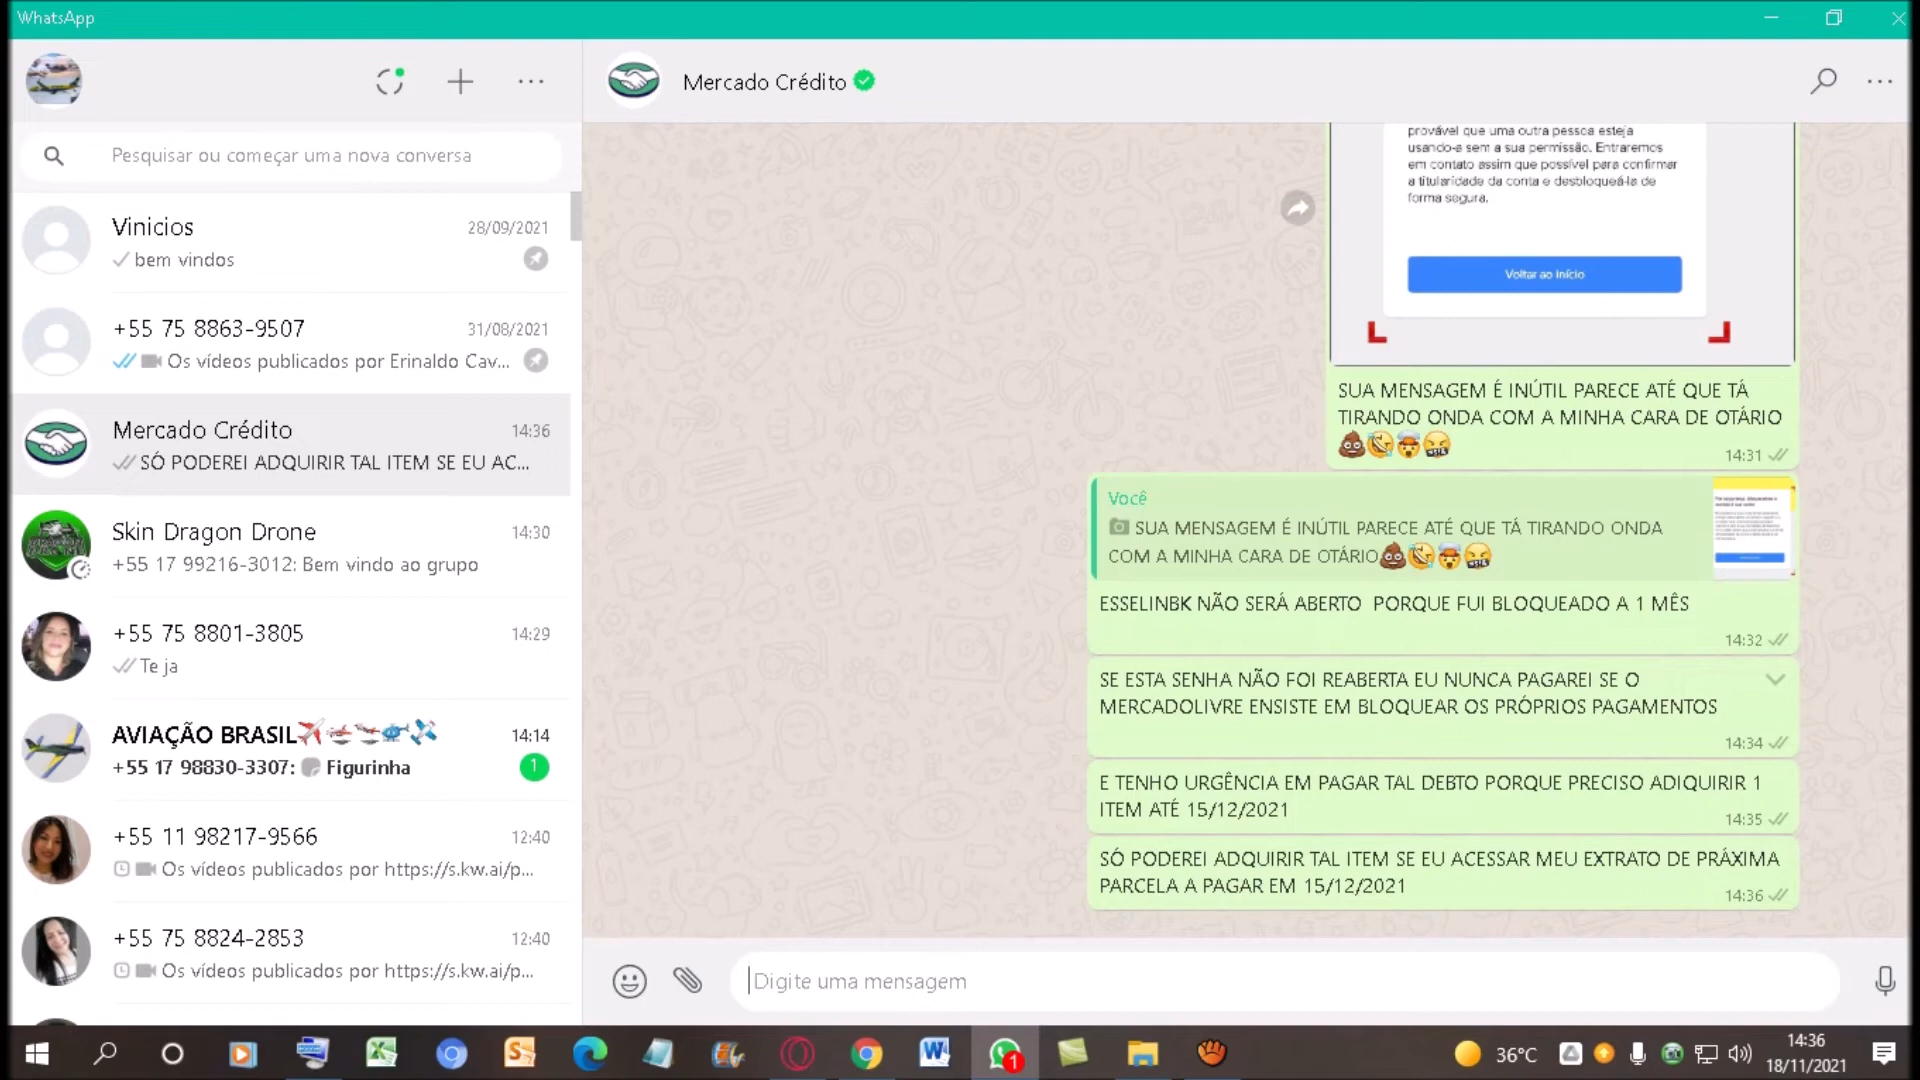 WhatsApp
Mercado Crédito
Pesquisar ou começar uma nova conversa
Vinicios
28/09/2021
bem vindos
+55 75 8863-9507
31/08/2021
Os vídeos publicados por Erinaldo Cav...
Mercado Crédito
14:36
SÓ PODEREI ADQUIRIR TAL ITEM SE EU AC...
Skin Dragon Drone
14:30
+55 17 99216-3012: Bem vindo ao grupo
+55 75 8801-3805
14:29
Te ja
AVIAÇÃO BRASIL
14:14
+55 17 98830-3307: Figurinha
1
+55 11 98217-9566
12:40
Os vídeos publicados por https://s.kw.ai/p...
+55 75 8824-2853
12:40
Os vídeos publicados por https://s.kw.ai/p...
provável que uma outra pessoa esteja
usando-a sem a sua permissão. Entraremos
em contato assim que possível para confirmar
a titularidade da conta e desbloqueá-la de
forma segura.
Voltar ao início
SUA MENSAGEM É INÚTIL PARECE ATÉ QUE TÁ
TIRANDO ONDA COM A MINHA CARA DE OTÁRIO
💩🤣🤯🤬
14:31
Você
SUA MENSAGEM É INÚTIL PARECE ATÉ QUE TÁ TIRANDO ONDA
COM A MINHA CARA DE OTÁRIO💩🤣🤯🤬
ESSELINBK NÃO SERÁ ABERTO  PORQUE FUI BLOQUEADO A 1 MÊS
14:32
SE ESTA SENHA NÃO FOI REABERTA EU NUNCA PAGAREI SE O
MERCADOLIVRE ENSISTE EM BLOQUEAR OS PRÓPRIOS PAGAMENTOS
14:34
E TENHO URGÊNCIA EM PAGAR TAL DEBTO PORQUE PRECISO ADIQUIRIR 1
ITEM ATÉ 15/12/2021
14:35
SÓ PODEREI ADQUIRIR TAL ITEM SE EU ACESSAR MEU EXTRATO DE PRÁXIMA
PARCELA A PAGAR EM 15/12/2021
14:36
Digite uma mensagem
1
36°C
14:36
18/11/2021